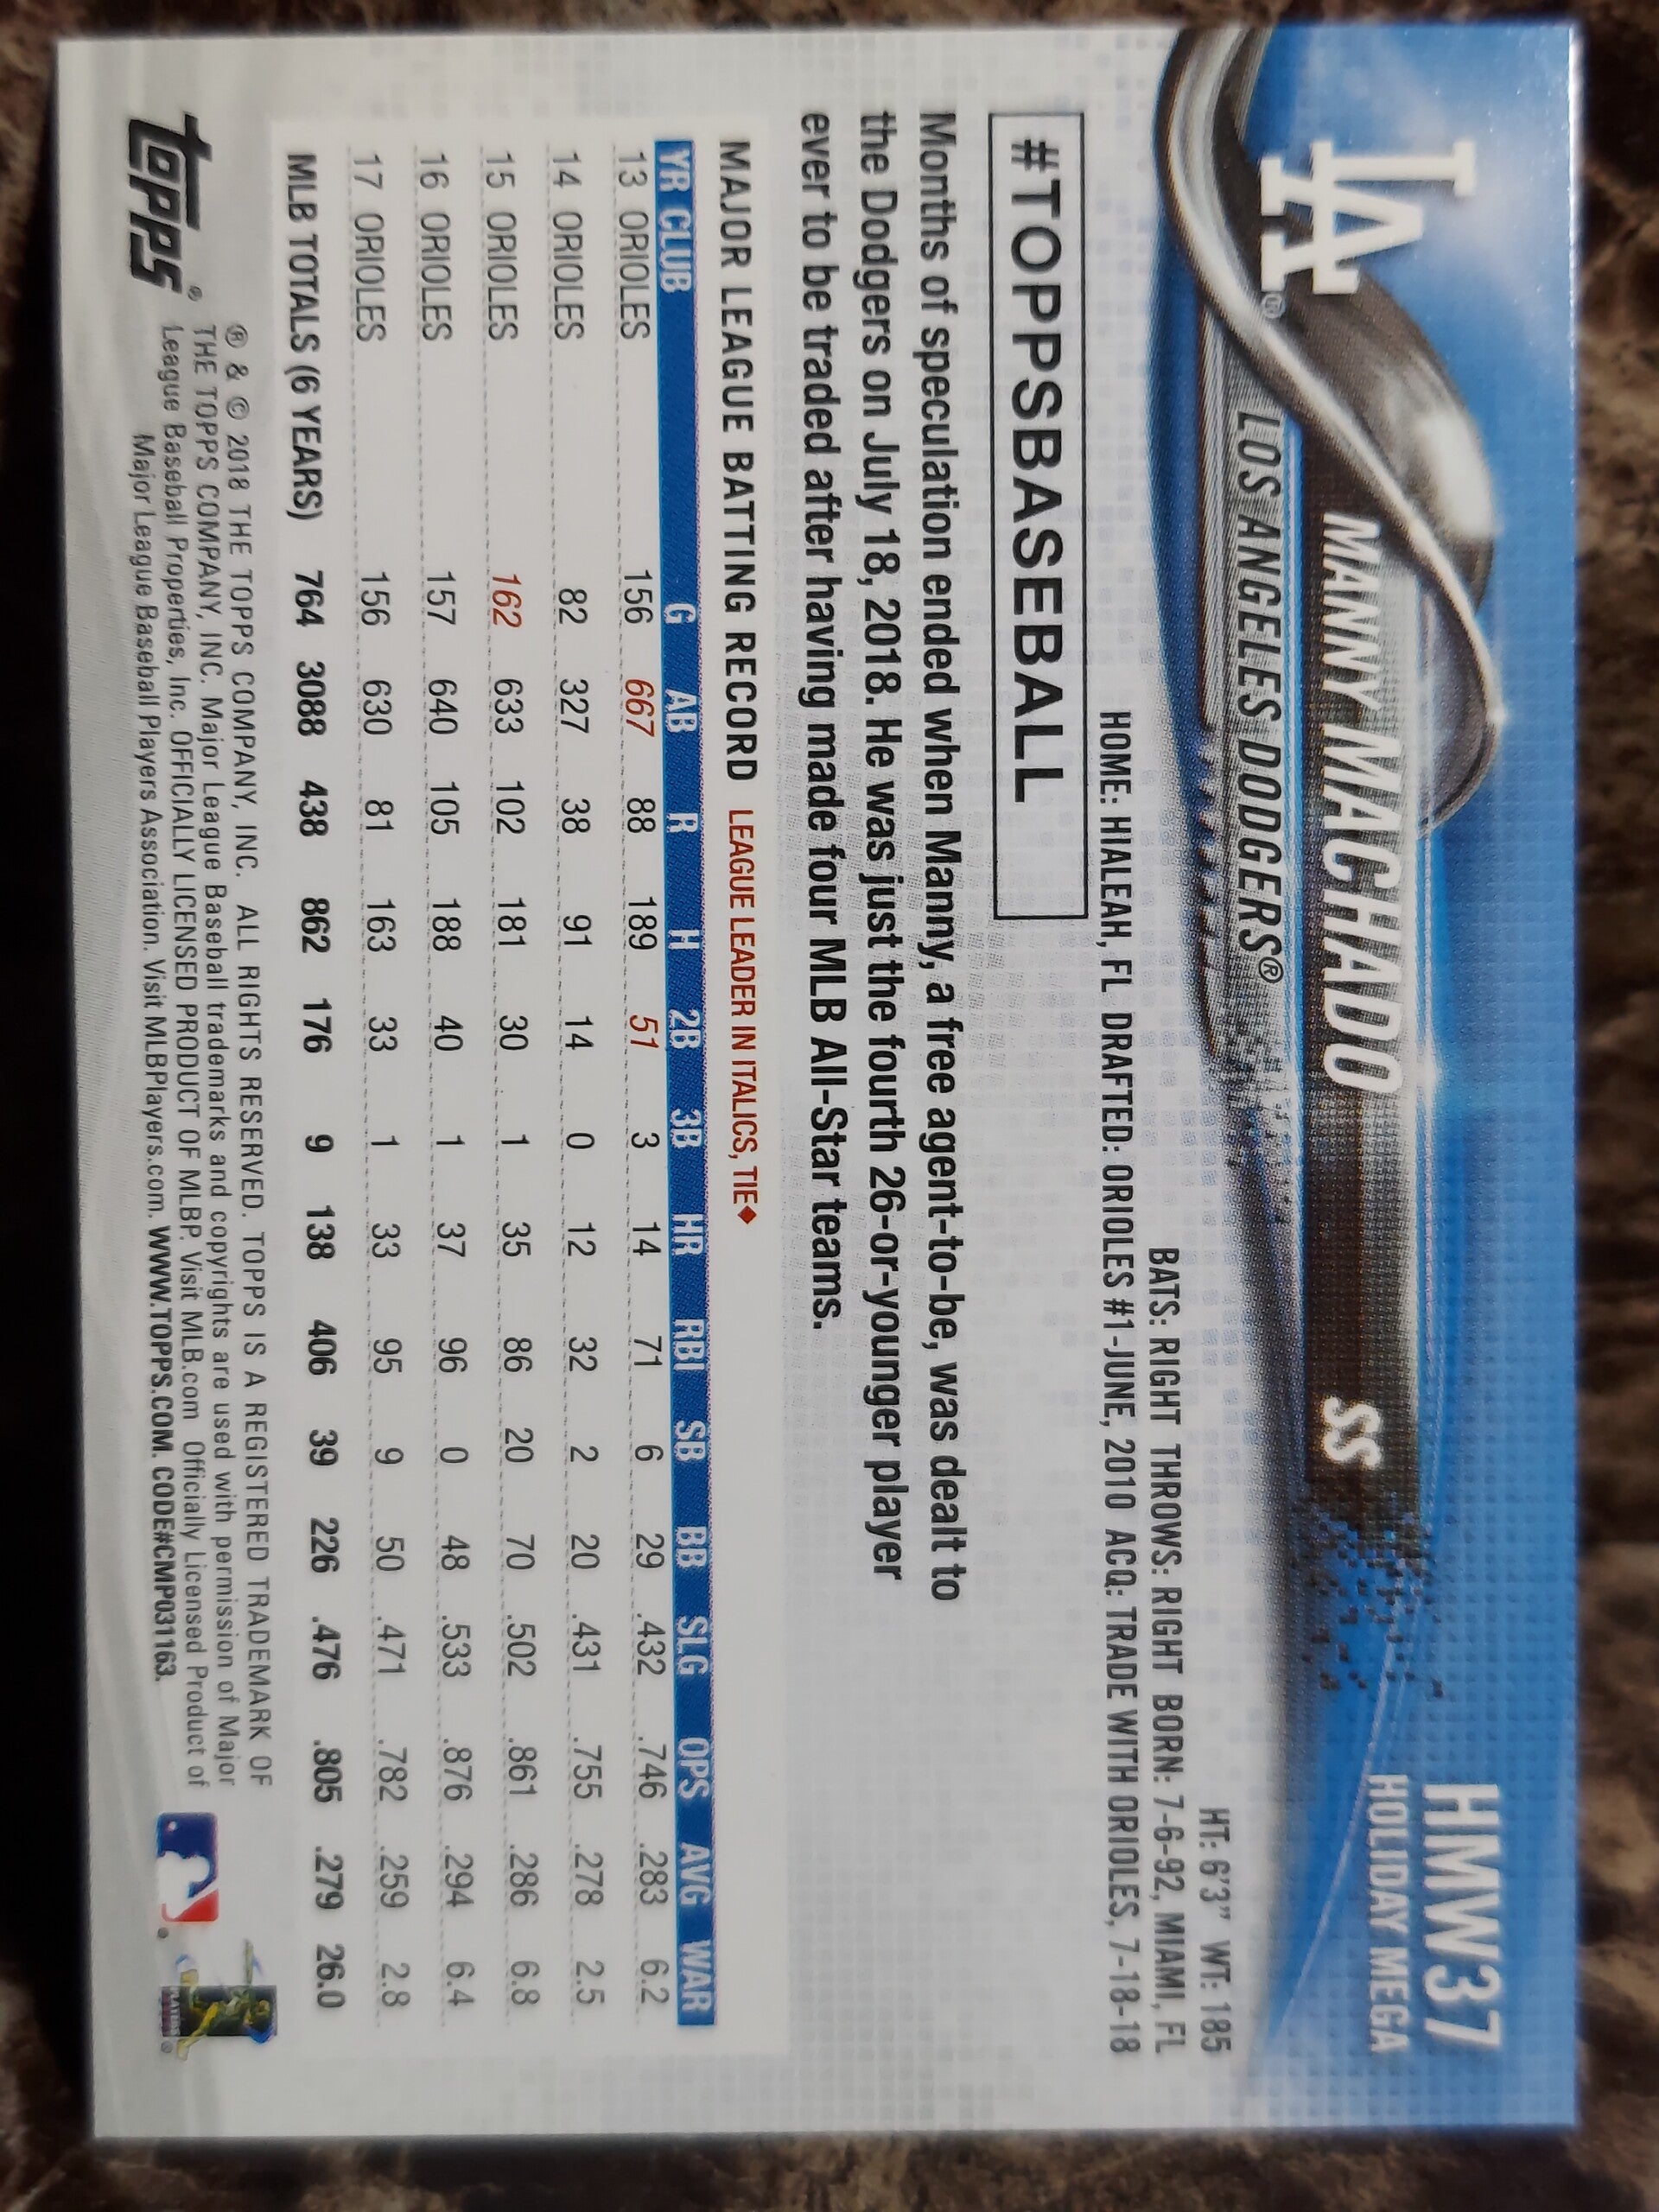 HMW37
HOLIDAY MEGA
LA®
MANNY MACHADO SS
LOS ANGELES DODGERS®
HT: 6'3" WT: 185
BATS: RIGHT THROWS: RIGHT BORN: 7-6-92, MIAMI, FL
HOME: HIALEAH, FL DRAFTED: ORIOLES #1-JUNE, 2010 ACQ: TRADE WITH ORIOLES, 7-18-18
#TOPPSBASEBALL
Months of speculation ended when Manny, a free agent-to-be, was dealt to
the Dodgers on July 18, 2018. He was just the fourth 26-or-younger player
ever to be traded after having made four MLB All-Star teams.
MAJOR LEAGUE BATTING RECORD LEAGUE LEADER IN ITALICS, TIE◆
YR CLUB G AB R H 2B 3B HR RBI SB BB SLG OPS AVG WAR
13 ORIOLES 156 667 88 189 51 3 14 71 6 29 .432 .746 .283 6.2
14 ORIOLES 82 327 38 91 14 0 12 32 2 20 .431 .755 .278 2.5
15 ORIOLES 162 633 102 181 30 1 35 86 20 70 .502 .861 .286 6.8
16 ORIOLES 157 640 105 188 40 1 37 96 0 48 .533 .876 .294 6.4
17 ORIOLES 156 630 81 163 33 1 33 95 9 50 .471 .782 .259 2.8
MLB TOTALS (6 YEARS) 764 3088 438 862 176 9 138 406 39 226 .476 .805 .279 26.0
topps®
® & © 2018 THE TOPPS COMPANY, INC. ALL RIGHTS RESERVED. TOPPS IS A REGISTERED TRADEMARK OF
THE TOPPS COMPANY, INC. Major League Baseball trademarks and copyrights are used with permission of Major
League Baseball Properties, Inc. OFFICIALLY LICENSED PRODUCT OF MLBP. Visit MLB.com Officially Licensed Product of
Major League Baseball Players Association. Visit MLBPlayers.com. WWW.TOPPS.COM. CODE#CMP031163.